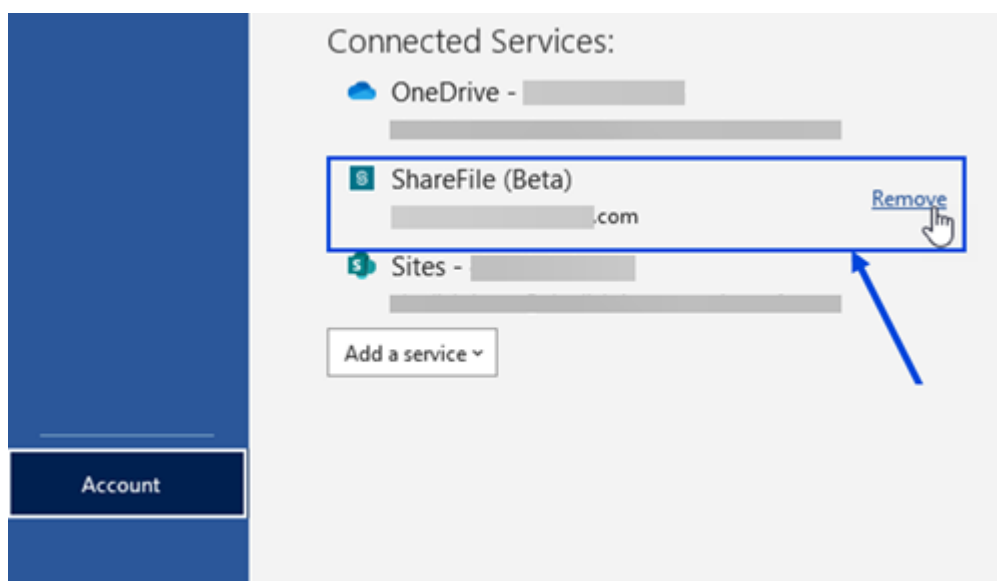 Connected Services:
OneDrive -
ShareFile (Beta)
.com
Remove
Sites -
Add a service
Account